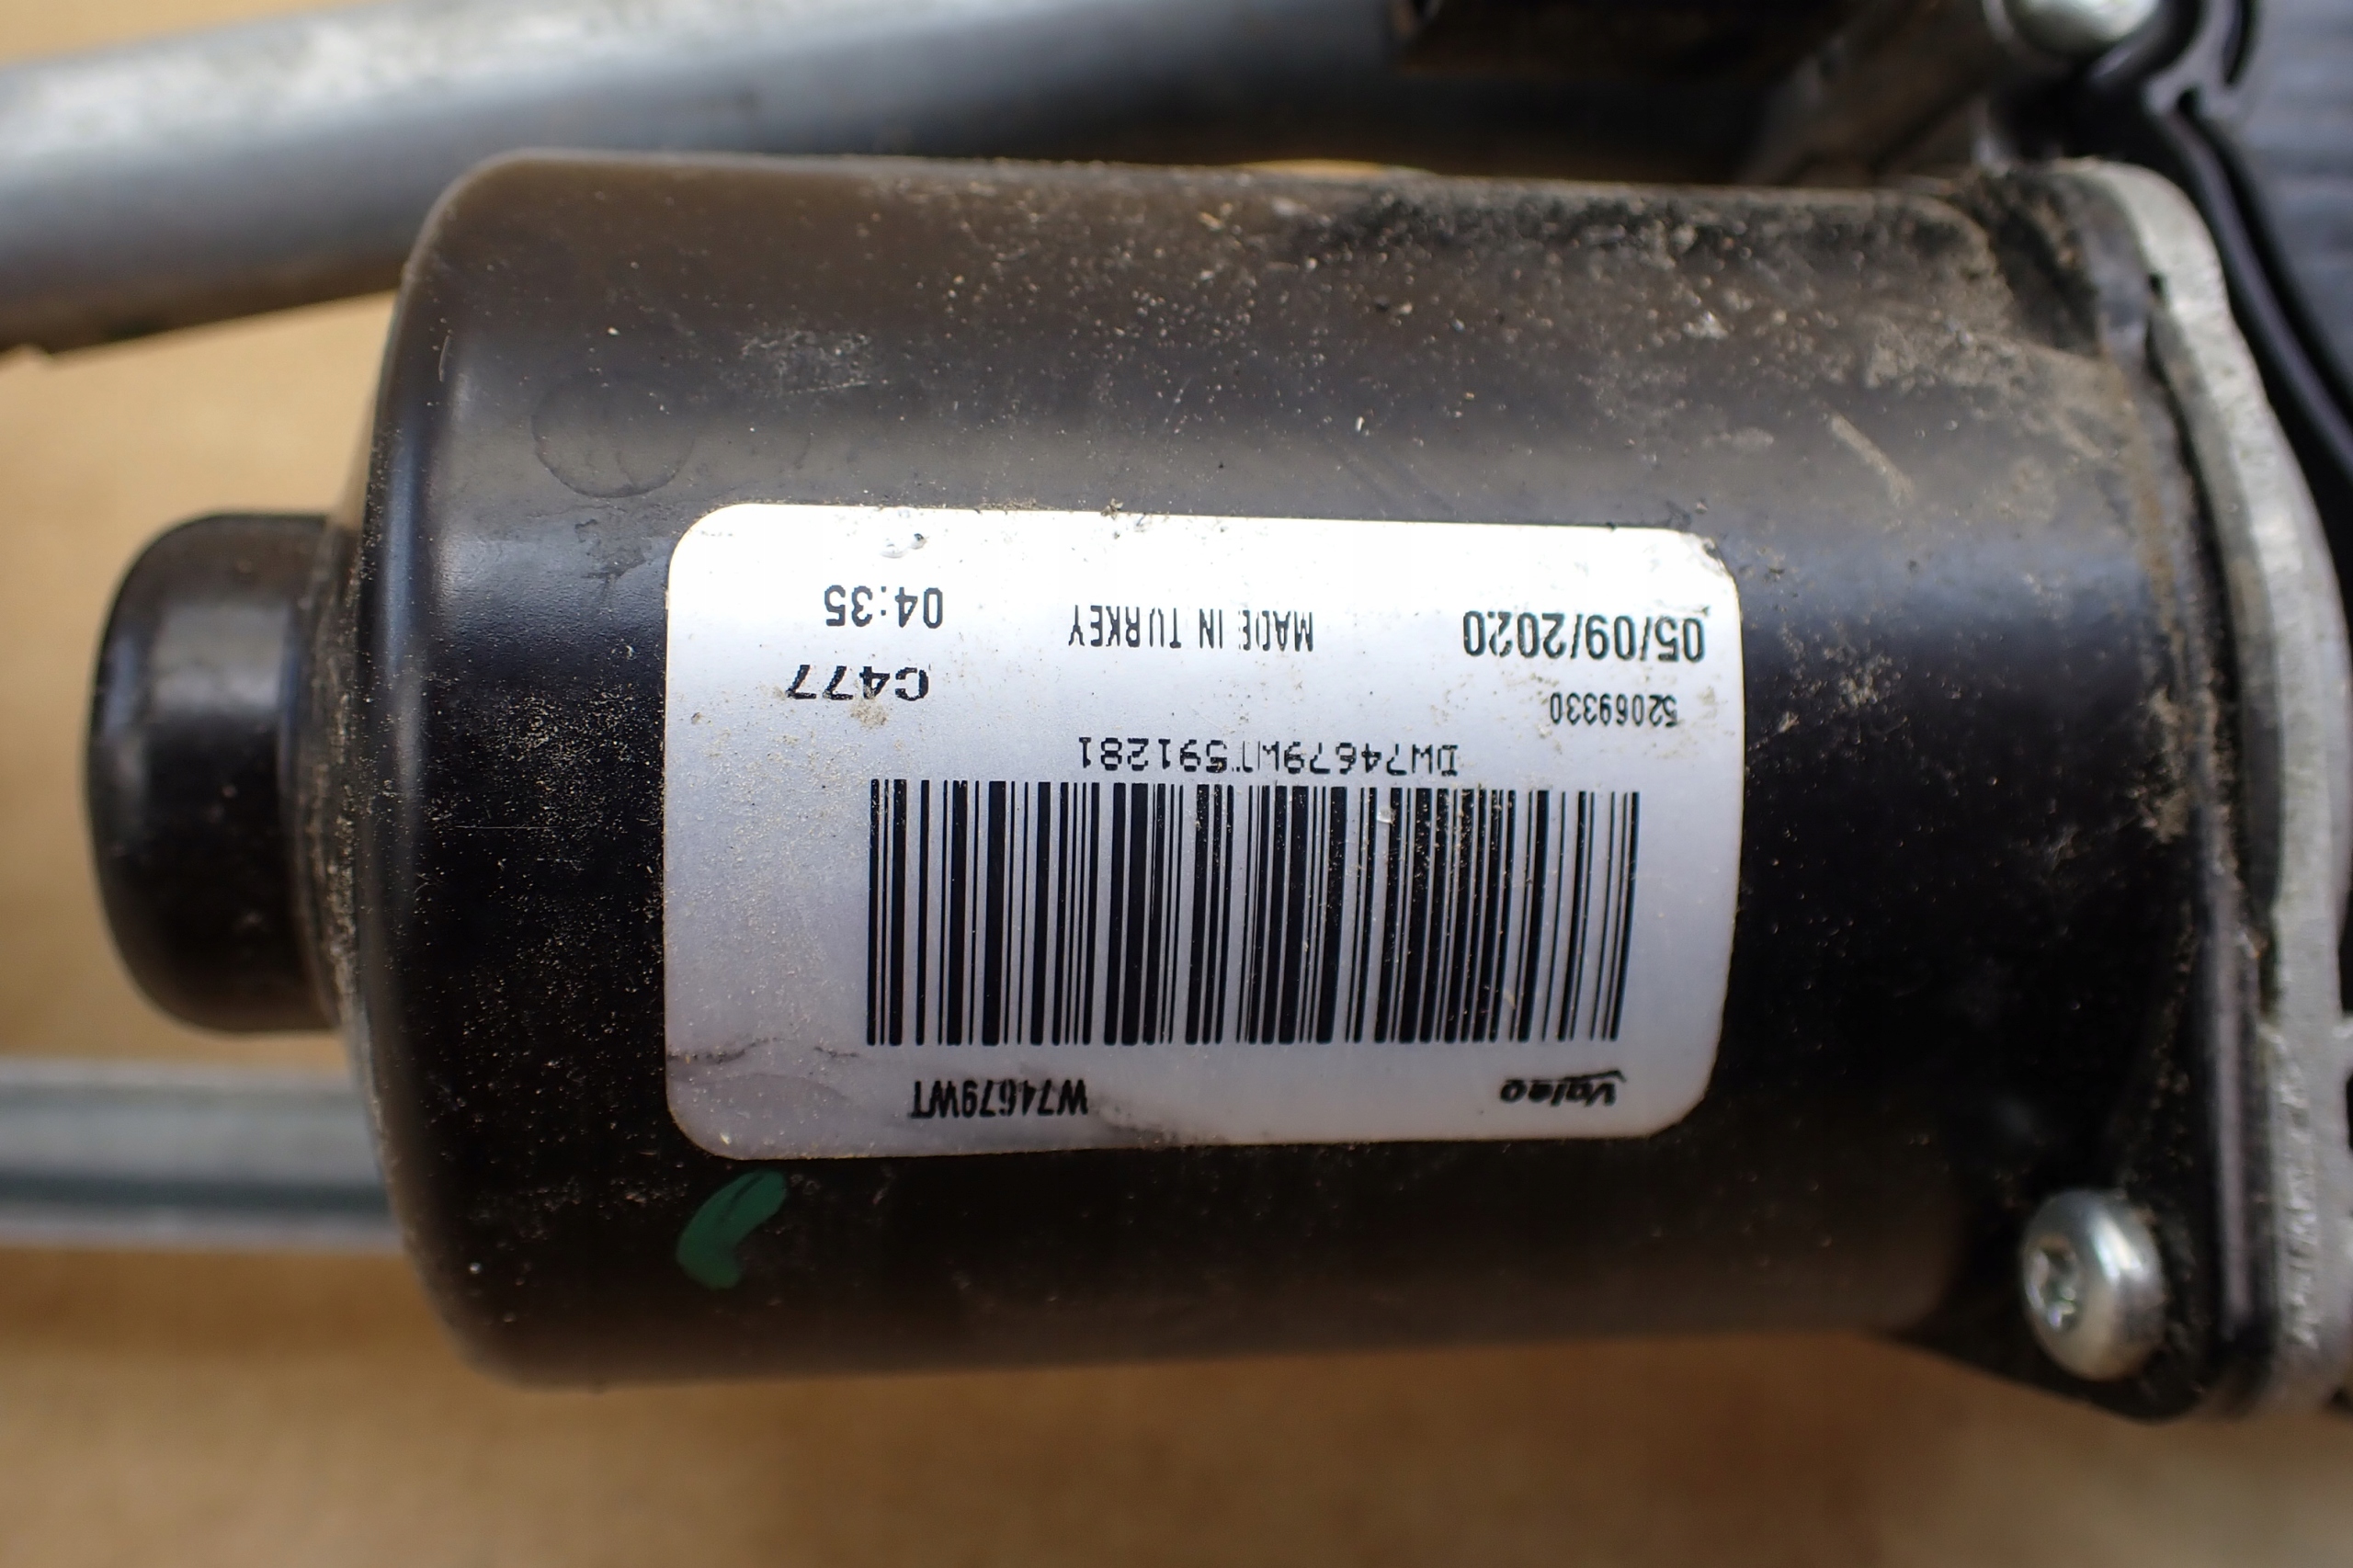 Valeo W74679WT
DW74679WT591281
52069330 C477
05/09/2020 MADE IN TURKEY 04:35